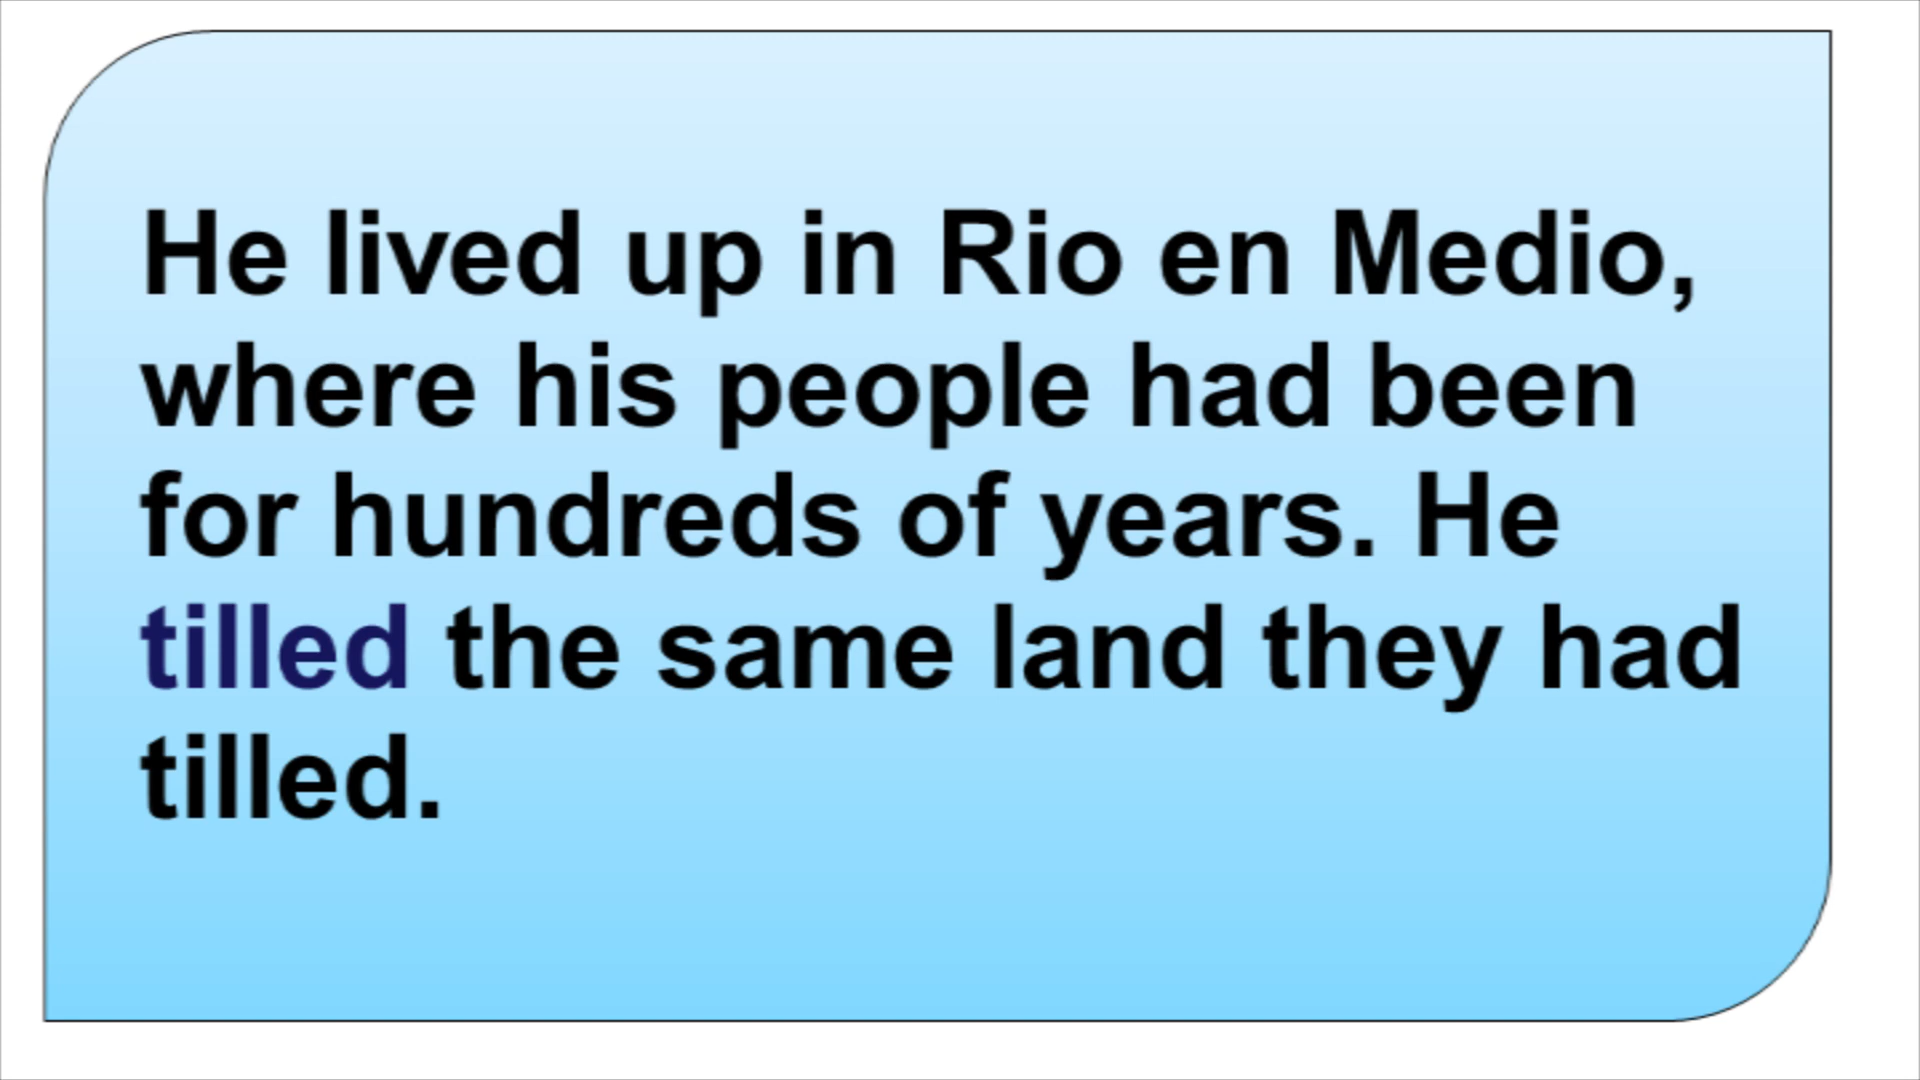 He lived up in Rio en Medio,
where his people had been
for hundreds of years. He
tilled the same land they had
tilled.